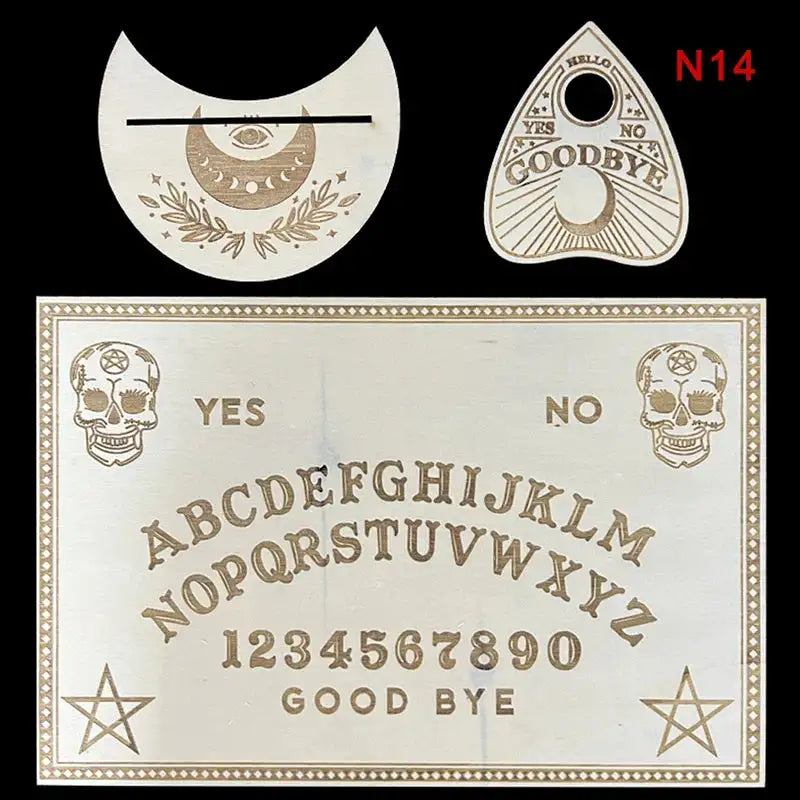 N14
HELLO
YES NO
GOODBYE
YES NO
ABCDEFGHIJKLM
NOPQRSTUVWXYZ
1234567890
GOOD BYE